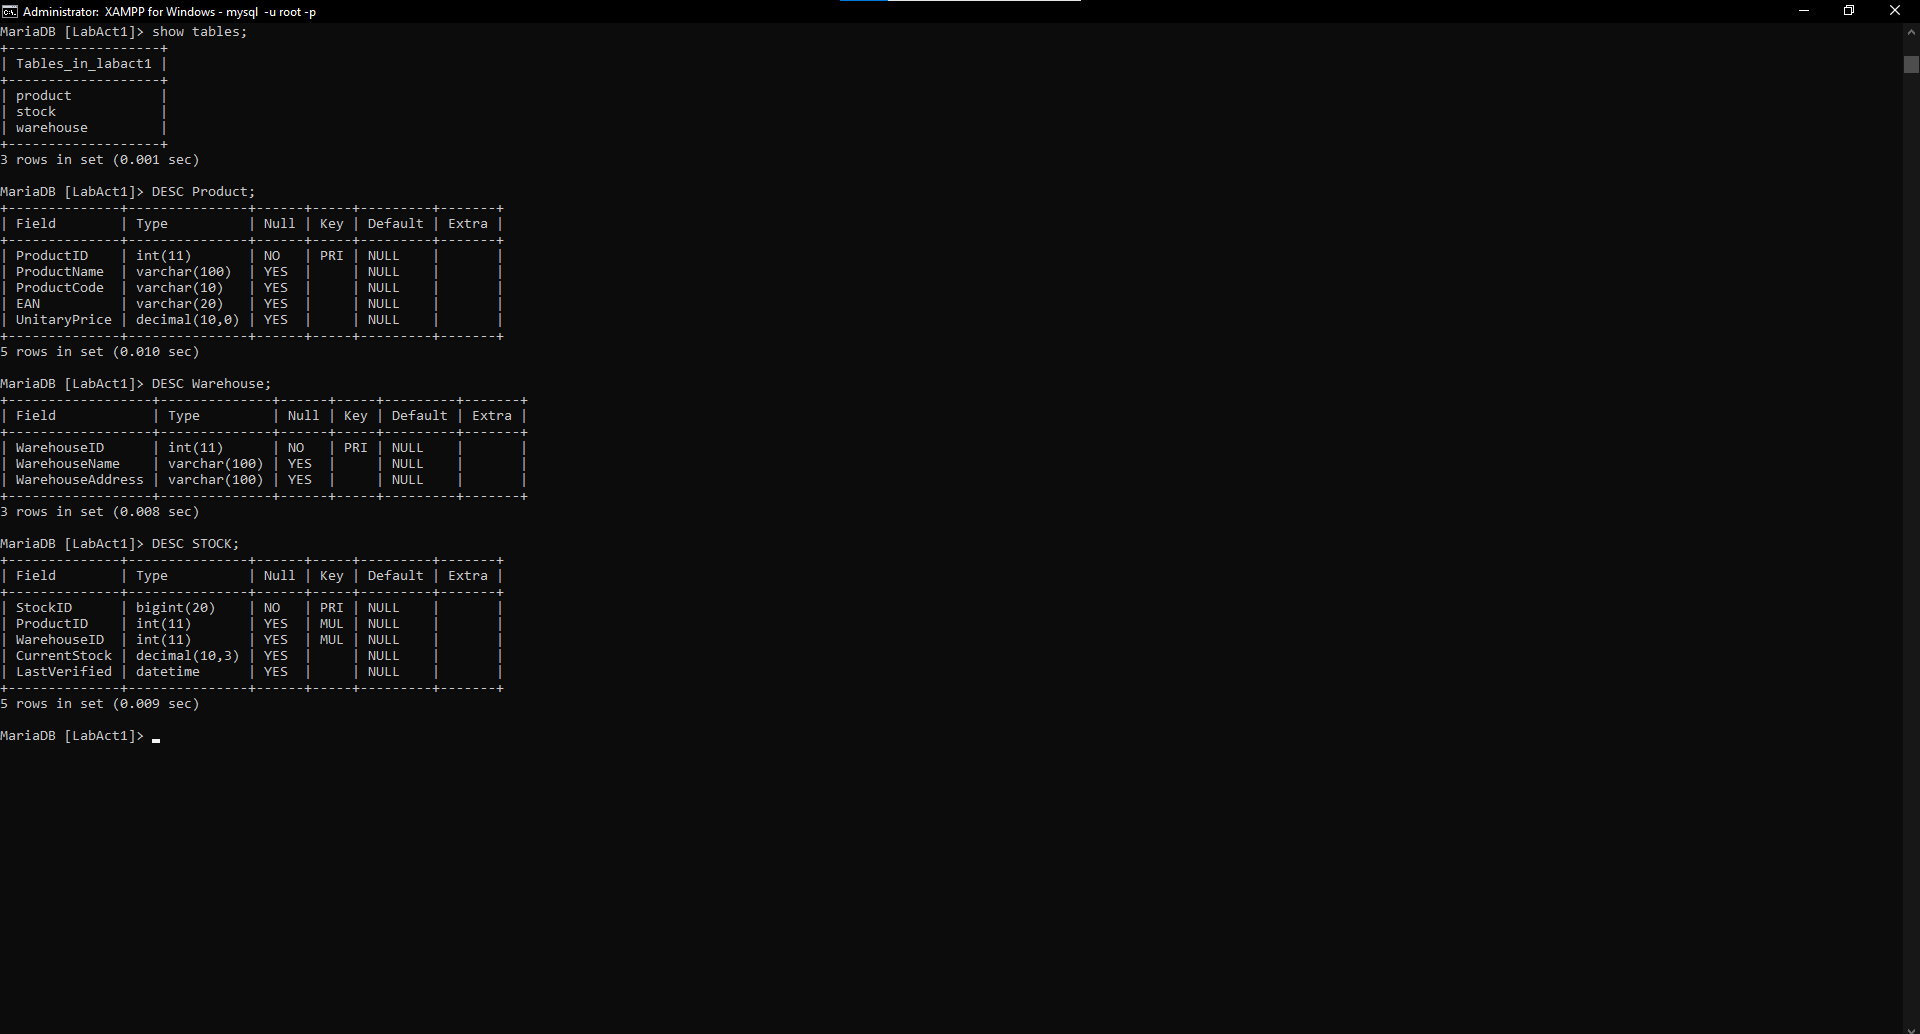 Administrator: XAMPP for Windows - mysql -u root -p
MariaDB [LabAct1]> show tables;
+-------------------+
| Tables_in_labact1 |
+-------------------+
| product           |
| stock             |
| warehouse         |
+-------------------+
3 rows in set (0.001 sec)
MariaDB [LabAct1]> DESC Product;
+--------------+---------------+------+-----+---------+-------+
| Field        | Type          | Null | Key | Default | Extra |
+--------------+---------------+------+-----+---------+-------+
| ProductID    | int(11)       | NO   | PRI | NULL    |       |
| ProductName  | varchar(100)  | YES  |     | NULL    |       |
| ProductCode  | varchar(10)   | YES  |     | NULL    |       |
| EAN          | varchar(20)   | YES  |     | NULL    |       |
| UnitaryPrice | decimal(10,0) | YES  |     | NULL    |       |
+--------------+---------------+------+-----+---------+-------+
5 rows in set (0.010 sec)
MariaDB [LabAct1]> DESC Warehouse;
+------------------+--------------+------+-----+---------+-------+
| Field            | Type         | Null | Key | Default | Extra |
+------------------+--------------+------+-----+---------+-------+
| WarehouseID      | int(11)      | NO   | PRI | NULL    |       |
| WarehouseName    | varchar(100) | YES  |     | NULL    |       |
| WarehouseAddress | varchar(100) | YES  |     | NULL    |       |
+------------------+--------------+------+-----+---------+-------+
3 rows in set (0.008 sec)
MariaDB [LabAct1]> DESC STOCK;
+--------------+---------------+------+-----+---------+-------+
| Field        | Type          | Null | Key | Default | Extra |
+--------------+---------------+------+-----+---------+-------+
| StockID      | bigint(20)    | NO   | PRI | NULL    |       |
| ProductID    | int(11)       | YES  | MUL | NULL    |       |
| WarehouseID  | int(11)       | YES  | MUL | NULL    |       |
| CurrentStock | decimal(10,3) | YES  |     | NULL    |       |
| LastVerified | datetime      | YES  |     | NULL    |       |
+--------------+---------------+------+-----+---------+-------+
5 rows in set (0.009 sec)
MariaDB [LabAct1]>